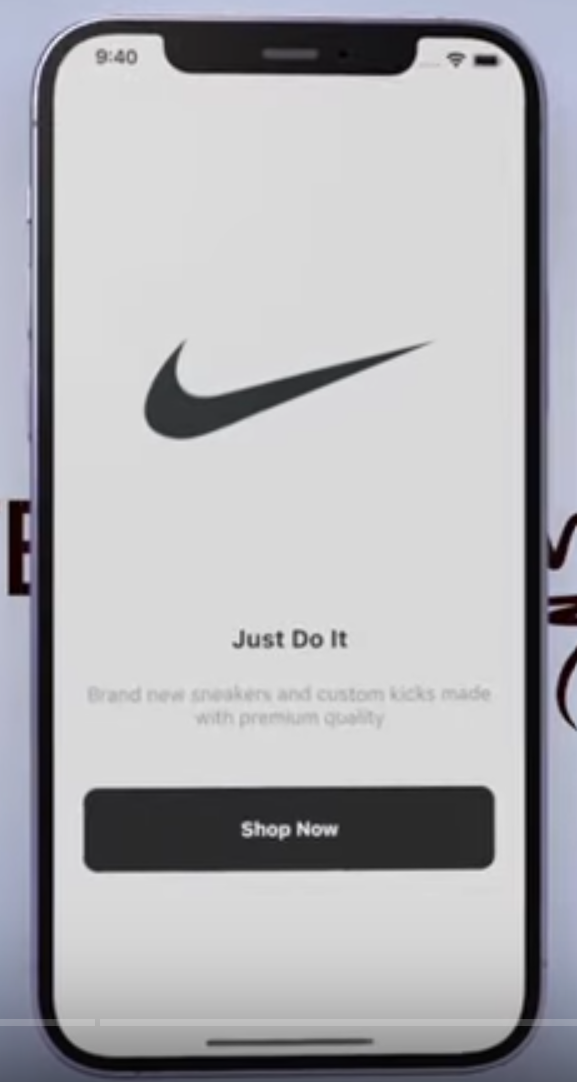 9:40
Just Do It
Brand new sneakers and custom kicks made
with premium quality
Shop Now